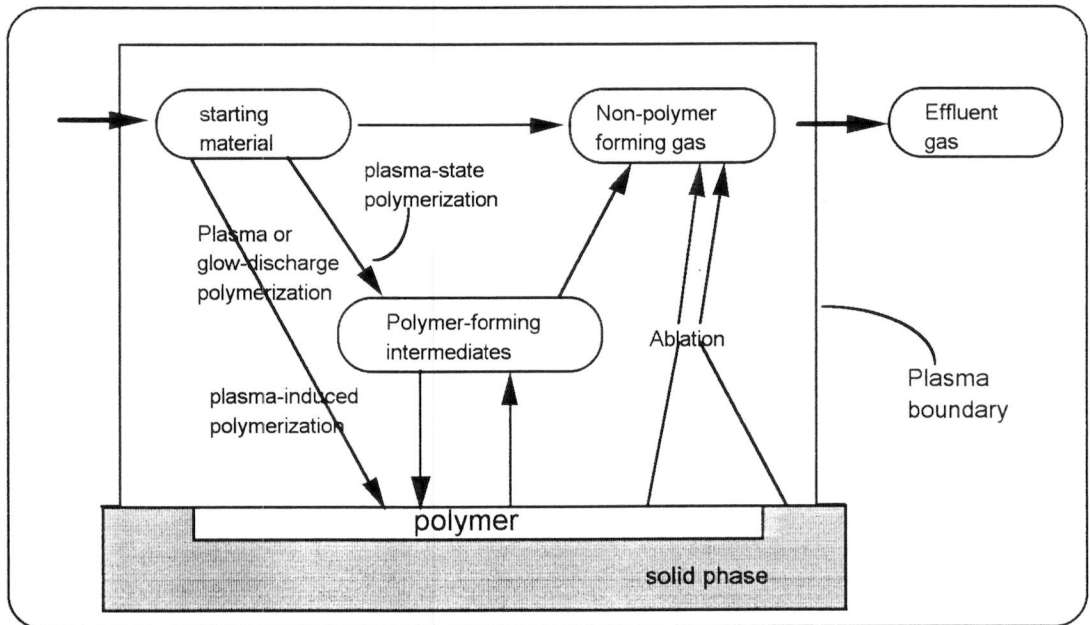 starting
material
Non-polymer
forming gas
Effluent
gas
plasma-state
polymerization
Plasma or
glow-discharge
polymerization
Polymer-forming
intermediates
Ablation
plasma-induced
polymerization
Plasma
boundary
polymer
solid phase